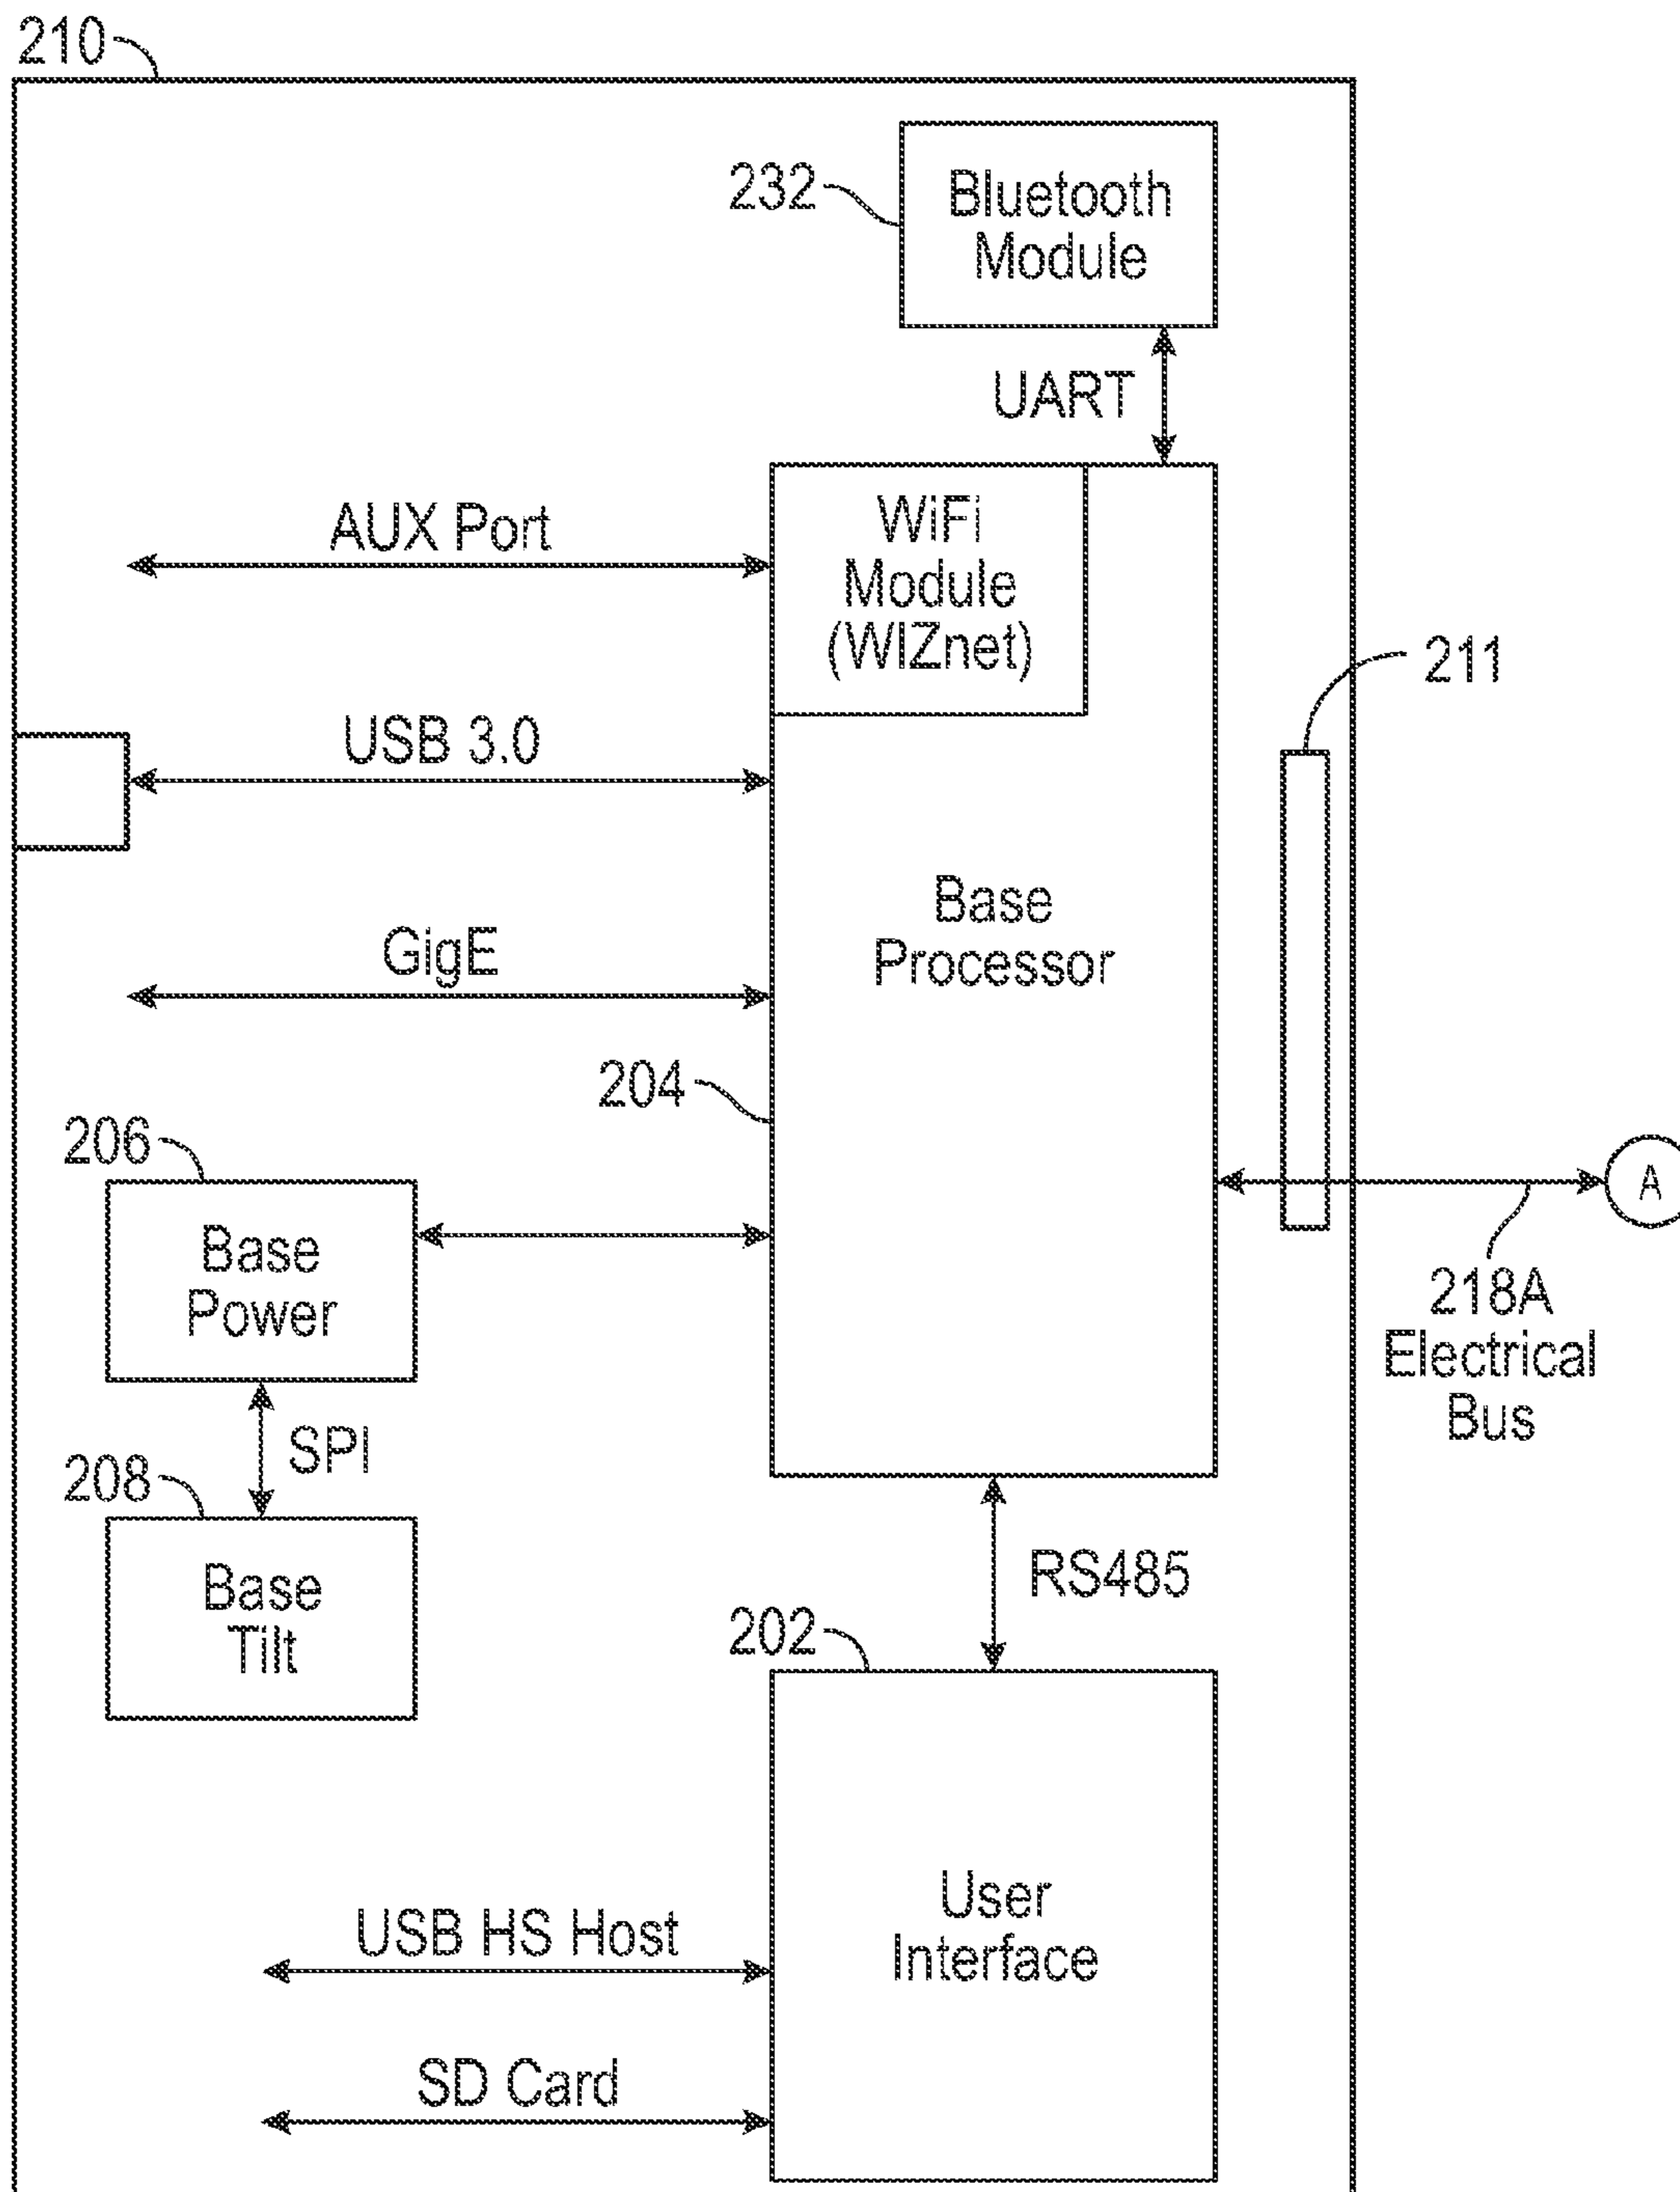 210
232
Bluetooth
Module
UART
AUX Port
WiFi
Module
(WIZnet)
211
USB 3.0
Base
Processor
GigE
204
206
Base
Power
A
218A
Electrical
Bus
SPI
208
Base
Tilt
RS485
202
User
Interface
USB HS Host
SD Card